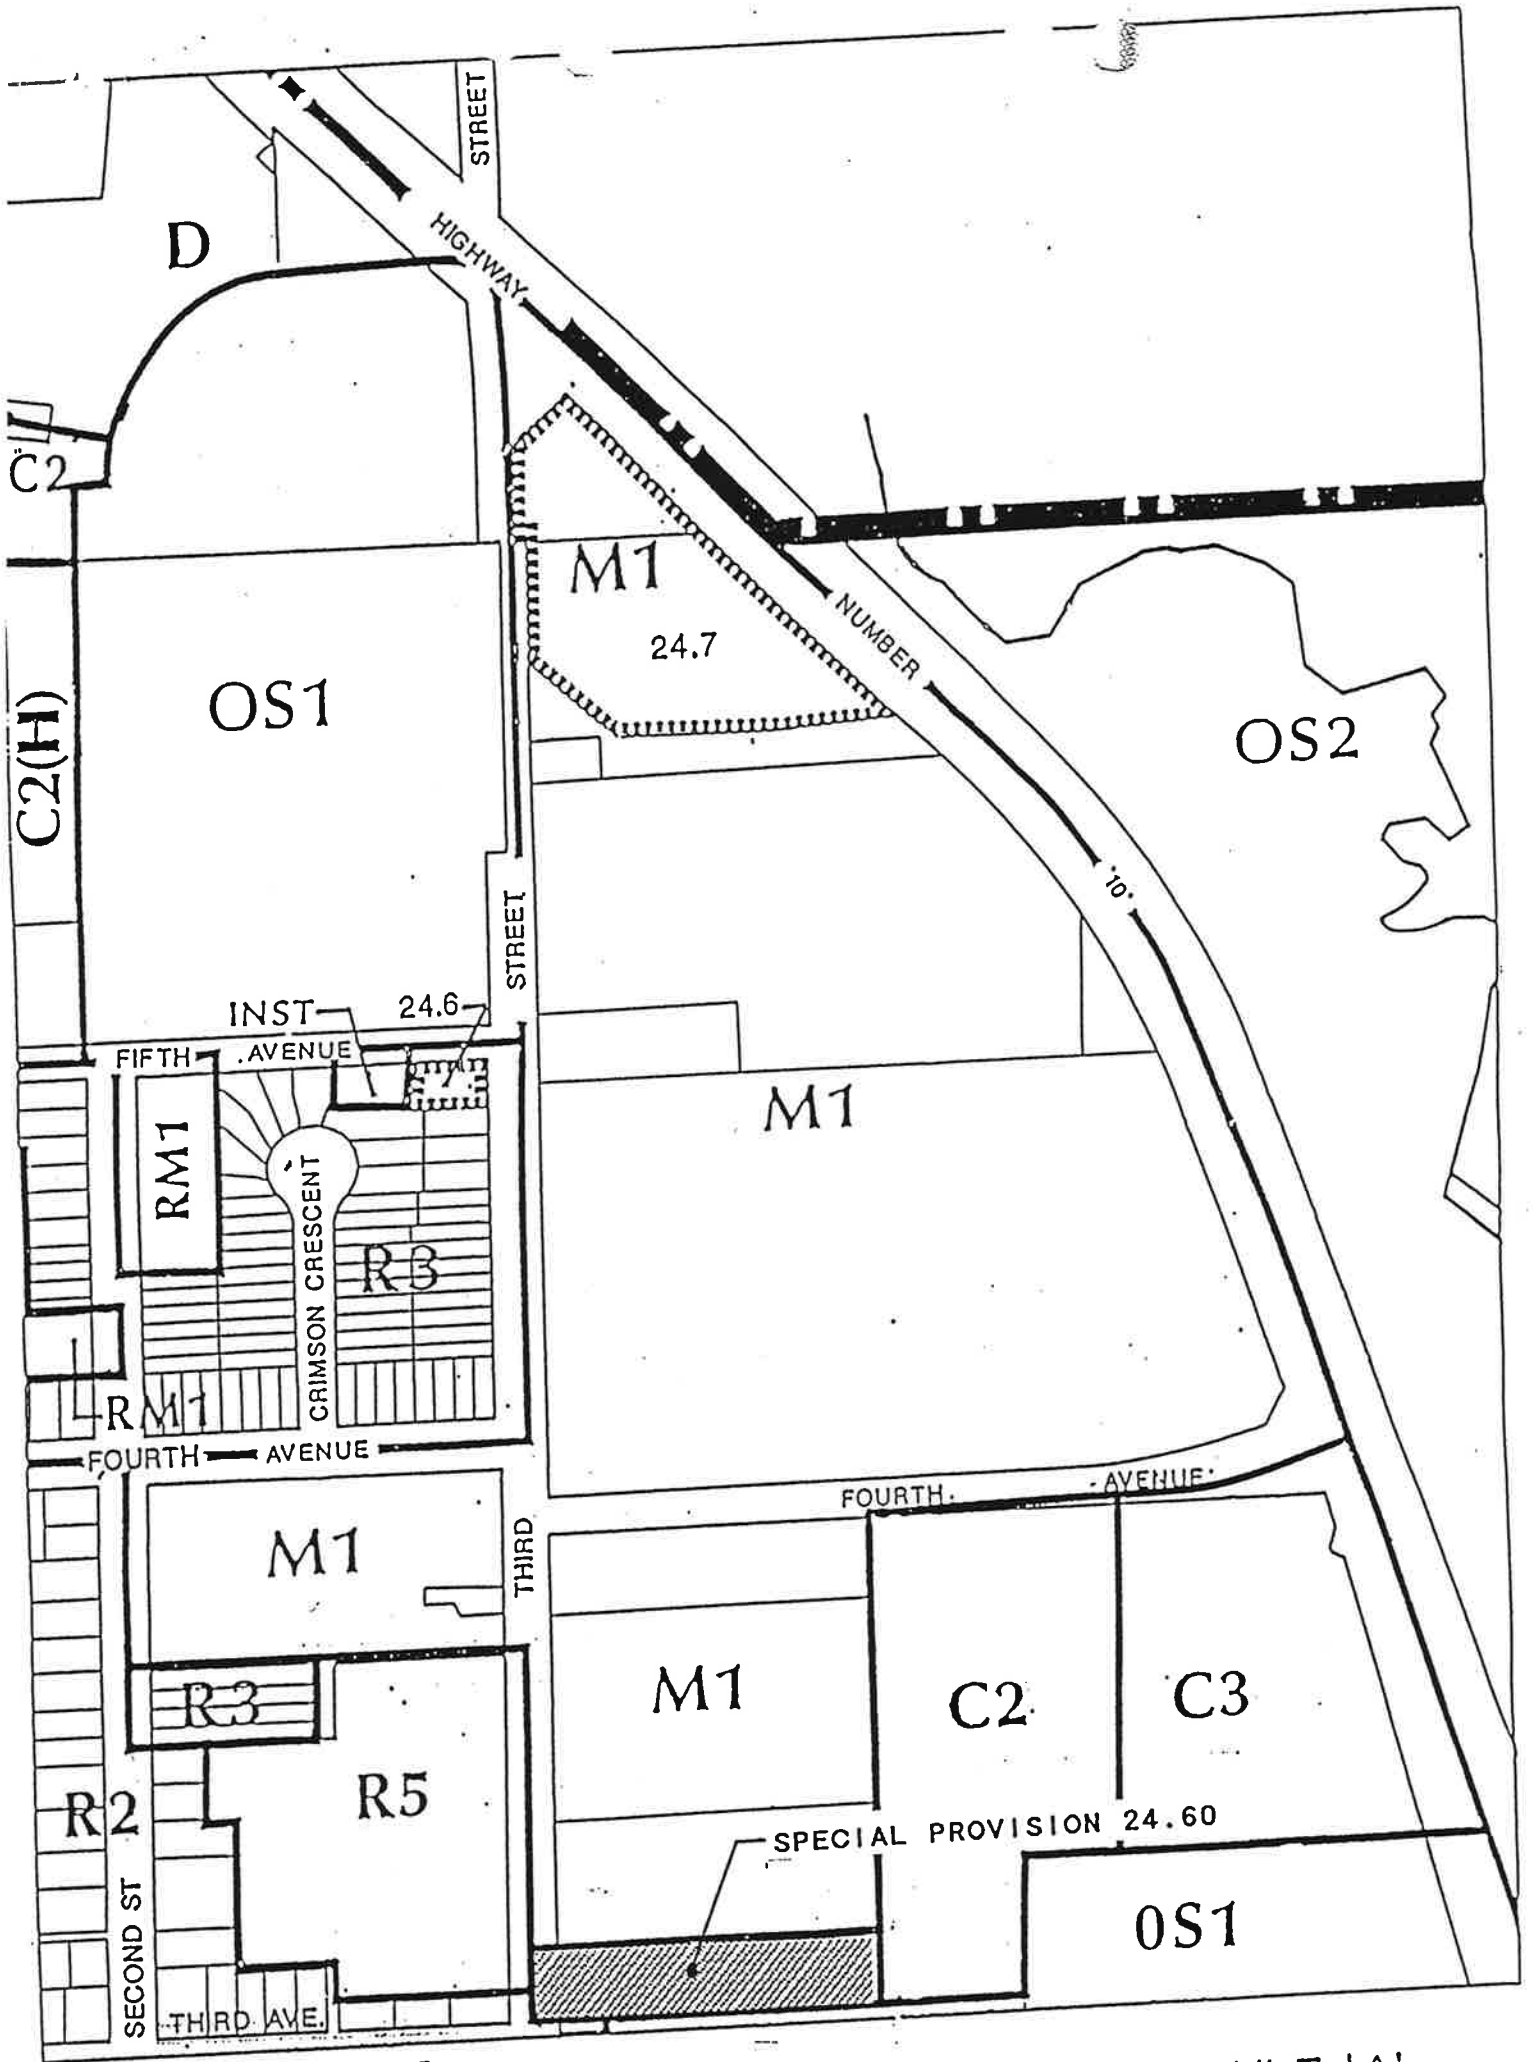 STREET
D
HIGHWAY
C2
M1
24.7
NUMBER
OS1
C2(H)
OS2
"10"
STREET
INST
24.6
FIFTH AVENUE
RM1
M1
CRIMSON CRESCENT
R3
RM1
FOURTH AVENUE
FOURTH AVENUE
M1
THIRD
R3
M1
C2
C3
R5
R2
SPECIAL PROVISION 24.60
OS1
SECOND ST
THIRD AVE.